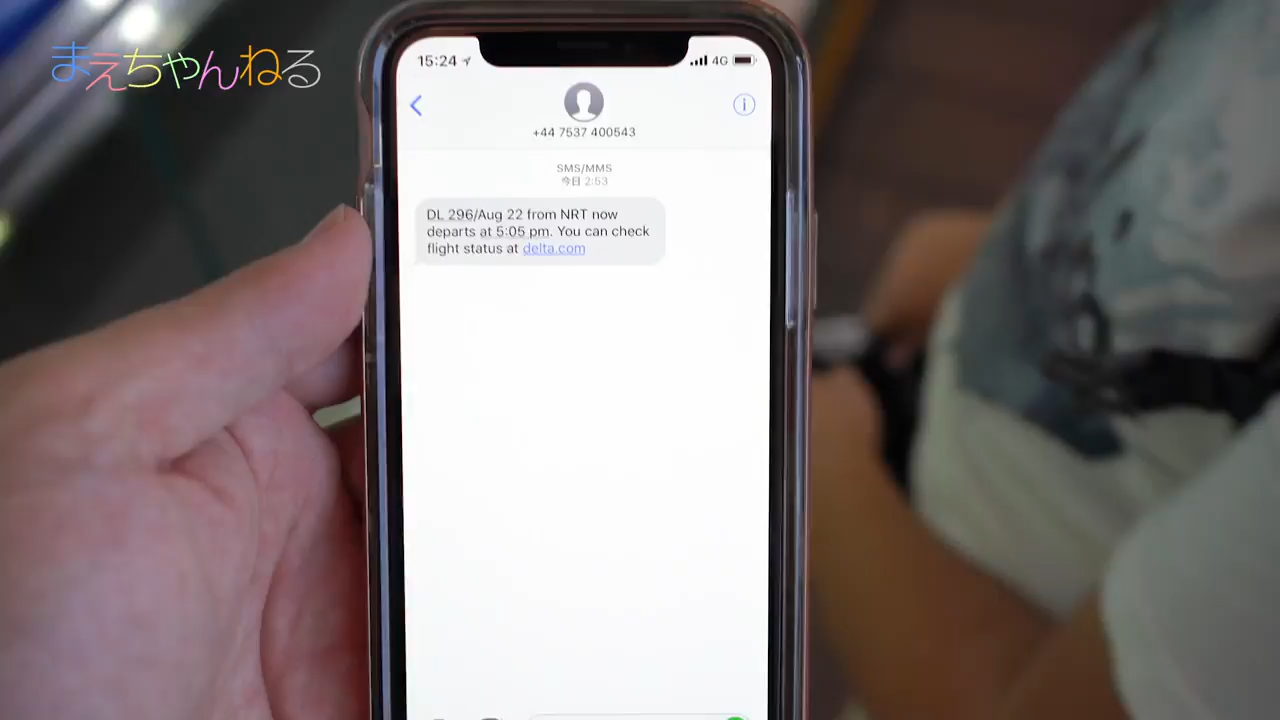 まえちゃんねる
15:24
4G
+44 7537 400543
SMS/MMS
今日 2:53
DL 296/Aug 22 from NRT now
departs at 5:05 pm. You can check
flight status at delta.com